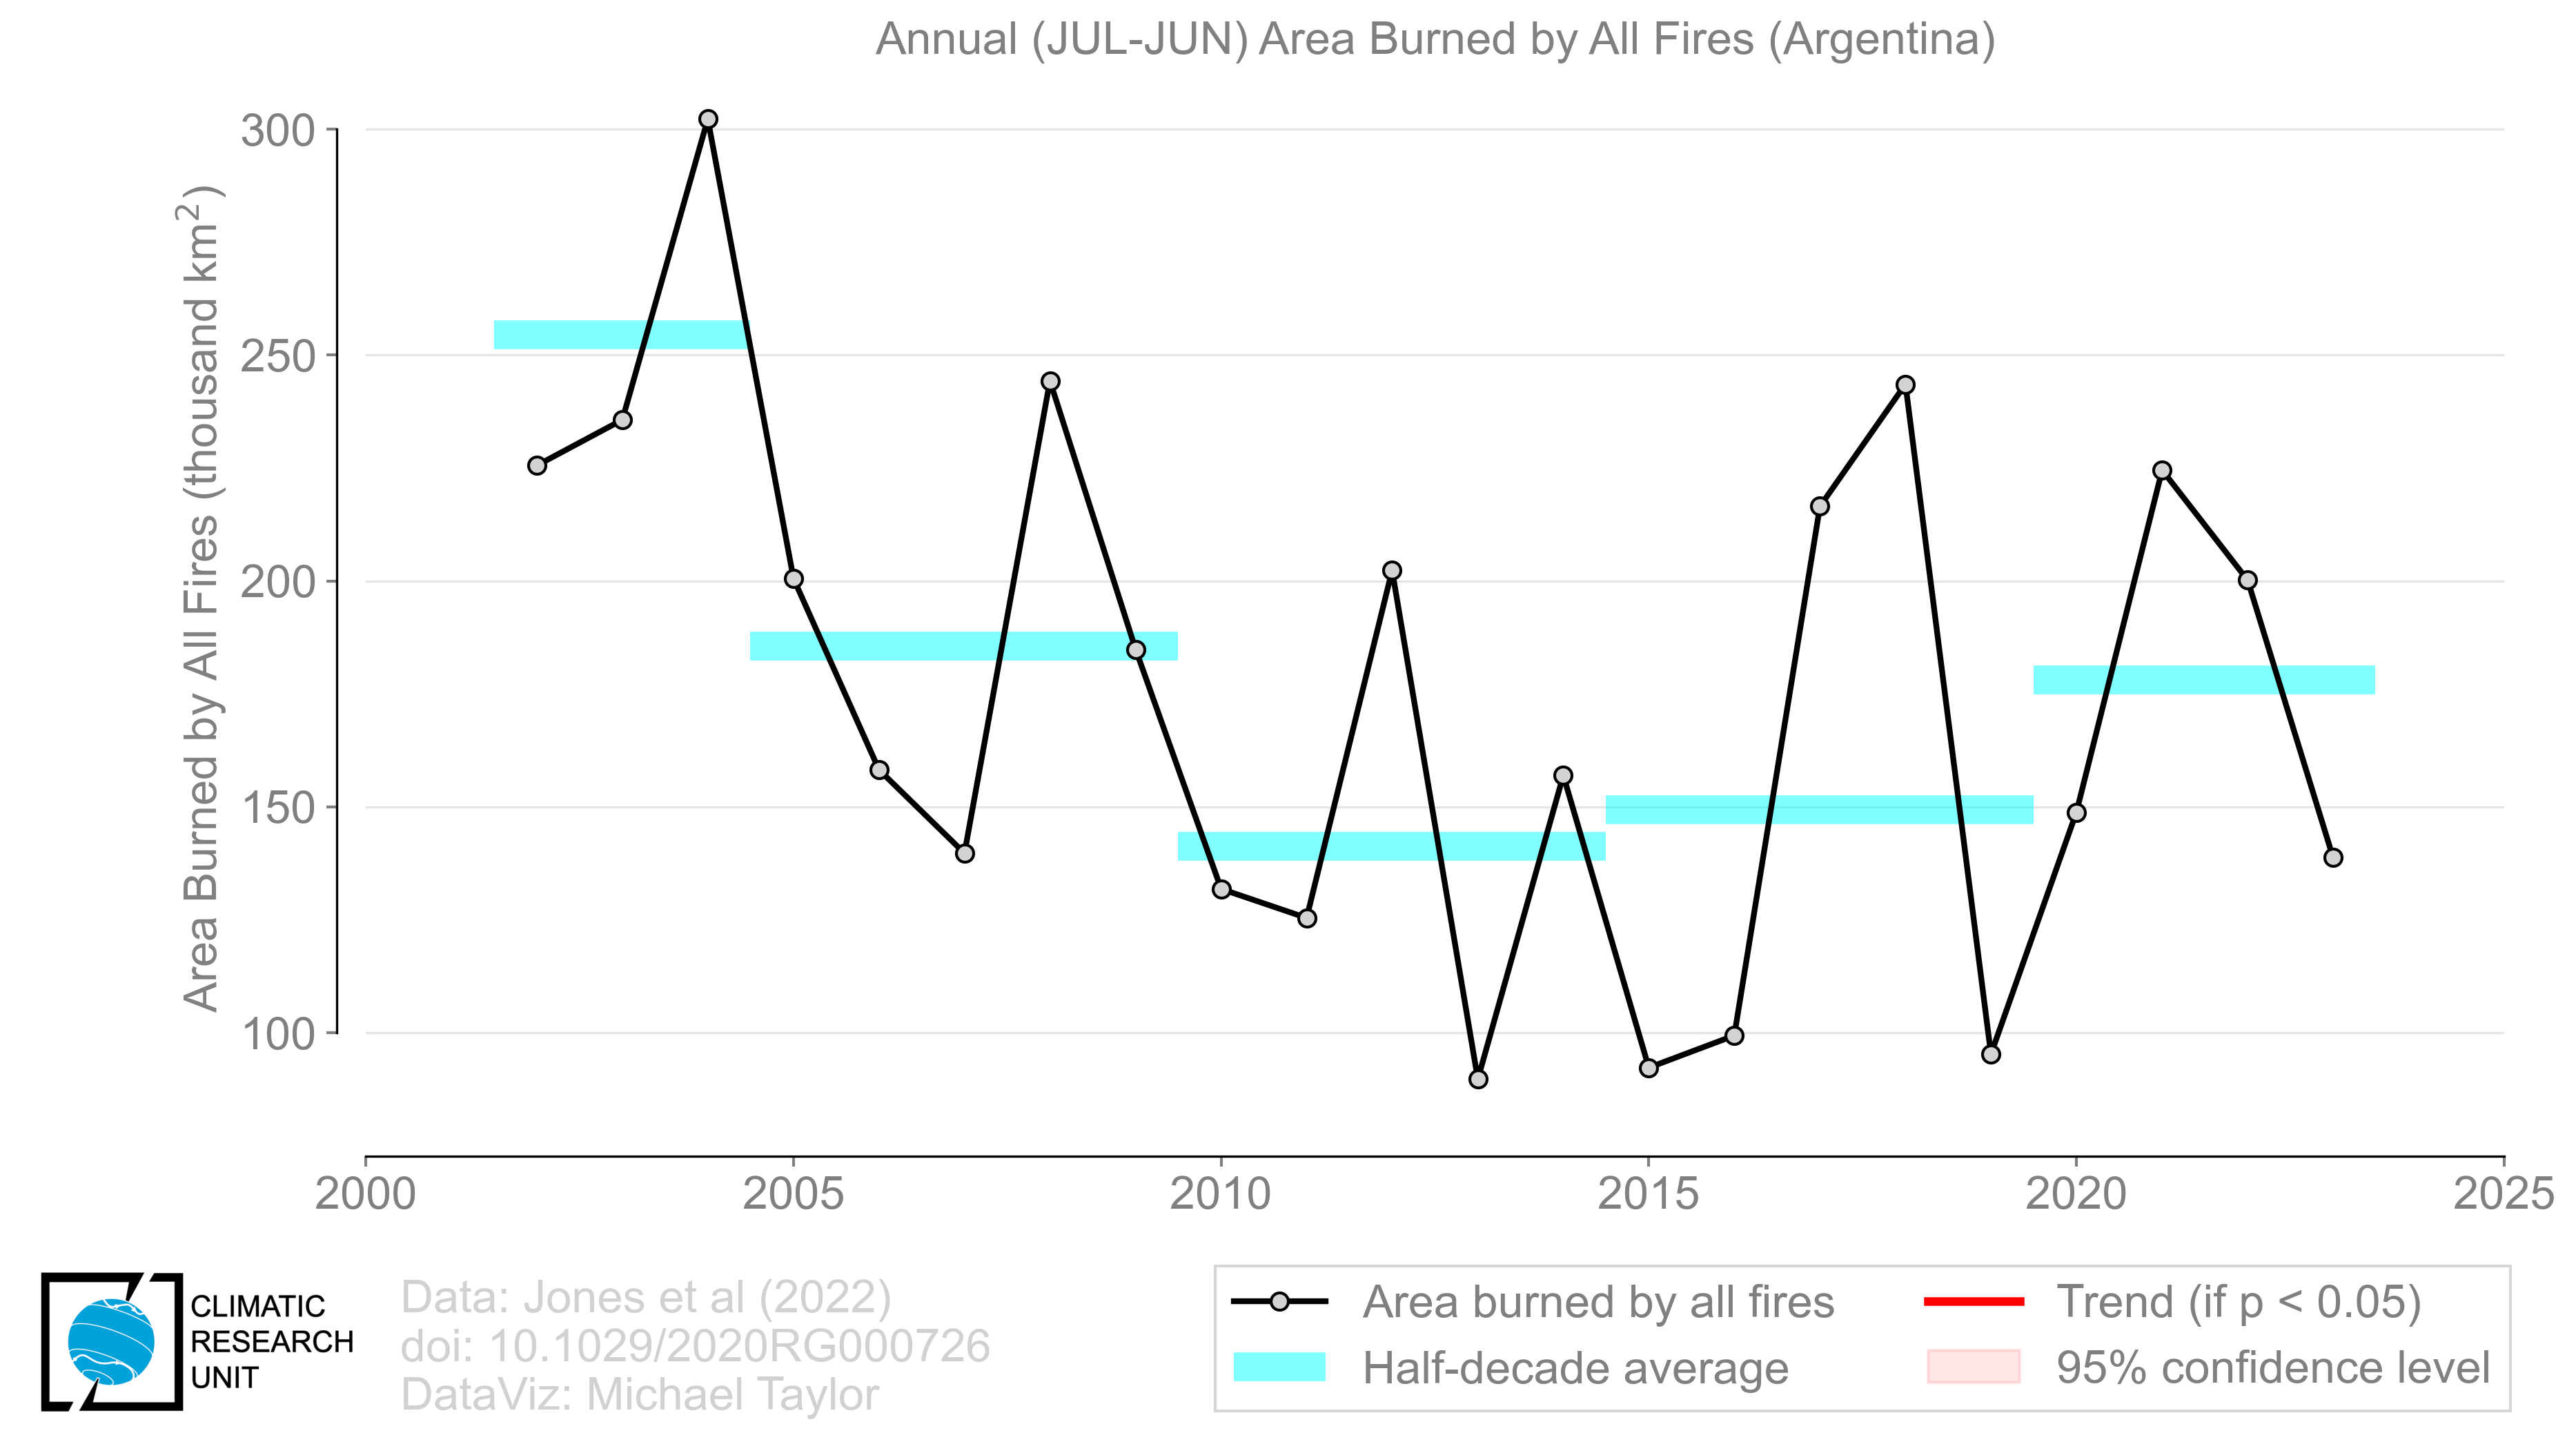 Annual (JUL-JUN) Area Burned by All Fires (Argentina)
Area Burned by All Fires (thousand km²)
300
250
200
150
100
2000 2005 2010 2015 2020 2025
CLIMATIC
RESEARCH
UNIT
Data: Jones et al (2022)
doi: 10.1029/2020RG000726
DataViz: Michael Taylor
Area burned by all fires
Half-decade average
Trend (if p < 0.05)
95% confidence level